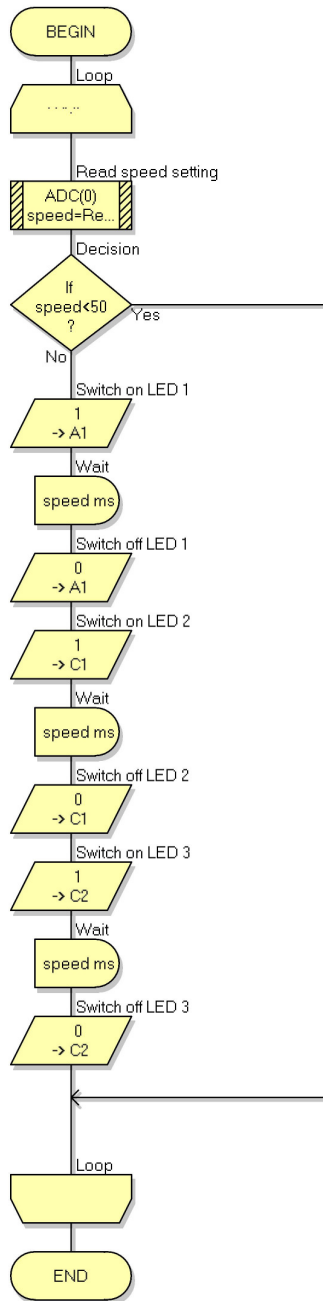 BEGIN
Loop
Read speed setting
ADC(0)
speed=Re...
Decision
If
speed<50
?
Yes
No
Switch on LED 1
1
-> A1
Wait
speed ms
Switch off LED 1
0
-> A1
Switch on LED 2
1
-> C1
Wait
speed ms
Switch off LED 2
0
-> C1
Switch on LED 3
1
-> C2
Wait
speed ms
Switch off LED 3
0
-> C2
Loop
END